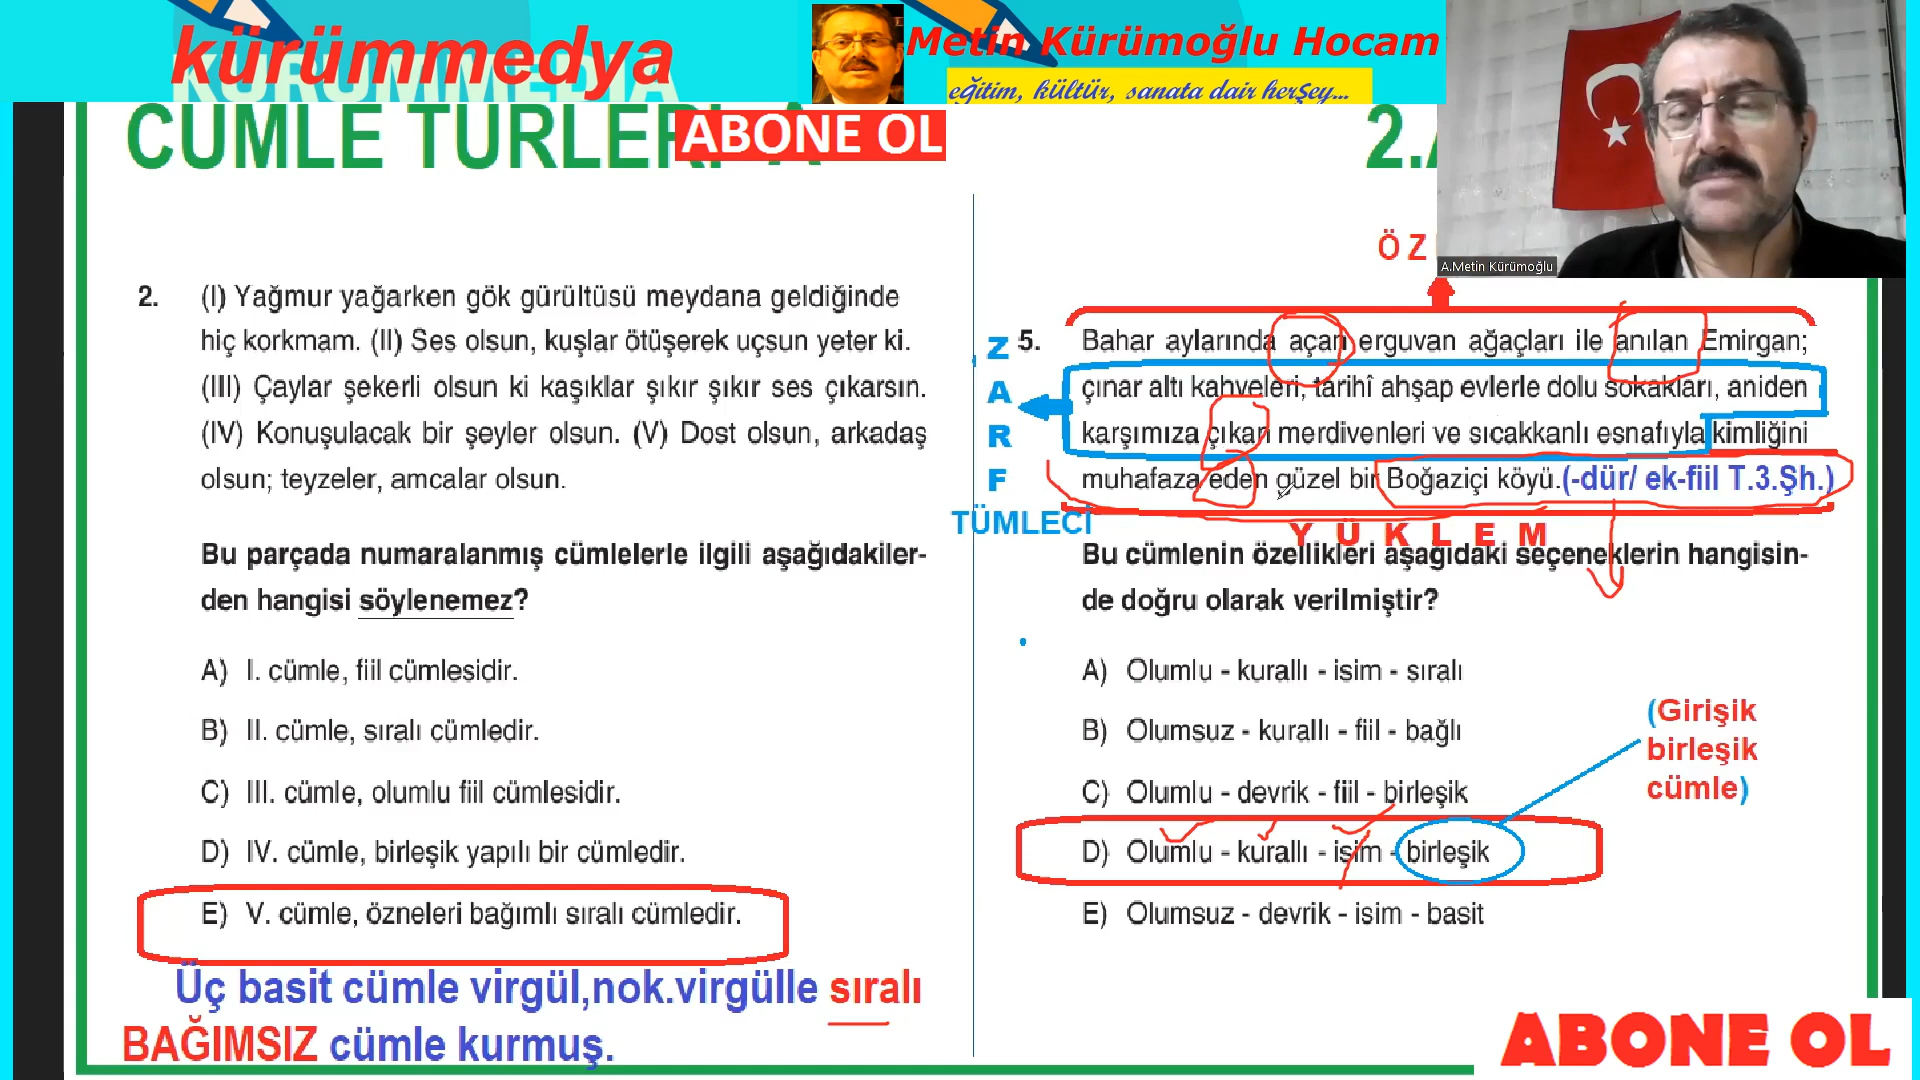 kürümmedya
KÜRÜMMEDYA
Metin Kürümoğlu Hocam
eğitim, kültür, sanata dair herşey...
CÜMLE TÜRLERİ
ABONE OL
2.
A.Metin Kürümoğlu
2. (I) Yağmur yağarken gök gürültüsü meydana geldiğinde
hiç korkmam. (II) Ses olsun, kuşlar ötüşerek uçsun yeter ki.
(III) Çaylar şekerli olsun ki kaşıklar şıkır şıkır ses çıkarsın.
(IV) Konuşulacak bir şeyler olsun. (V) Dost olsun, arkadaş
olsun; teyzeler, amcalar olsun.
Bu parçada numaralanmış cümlelerle ilgili aşağıdakiler-
den hangisi söylenemez?
A) I. cümle, fiil cümlesidir.
B) II. cümle, sıralı cümledir.
C) III. cümle, olumlu fiil cümlesidir.
D) IV. cümle, birleşik yapılı bir cümledir.
E) V. cümle, özneleri bağımlı sıralı cümledir.
Üç basit cümle virgül,nok.virgülle sıralı
BAĞIMSIZ cümle kurmuş.
Ö Z
Z
A
R
F
TÜMLECİ
5. Bahar aylarında açan erguvan ağaçları ile anılan Emirgan;
çınar altı kahveleri, tarihî ahşap evlerle dolu sokakları, aniden
karşımıza çıkan merdivenleri ve sıcakkanlı esnafıyla kimliğini
muhafaza eden güzel bir Boğaziçi köyü.(-dür/ ek-fiil T.3.Şh.)
Y Ü K L E M
Bu cümlenin özellikleri aşağıdaki seçeneklerin hangisin-
de doğru olarak verilmiştir?
A) Olumlu - kurallı - isim - sıralı
B) Olumsuz - kurallı - fiil - bağlı
C) Olumlu - devrik - fiil - birleşik
D) Olumlu - kurallı - isim - birleşik
E) Olumsuz - devrik - isim - basit
(Girişik
birleşik
cümle)
ABONE OL